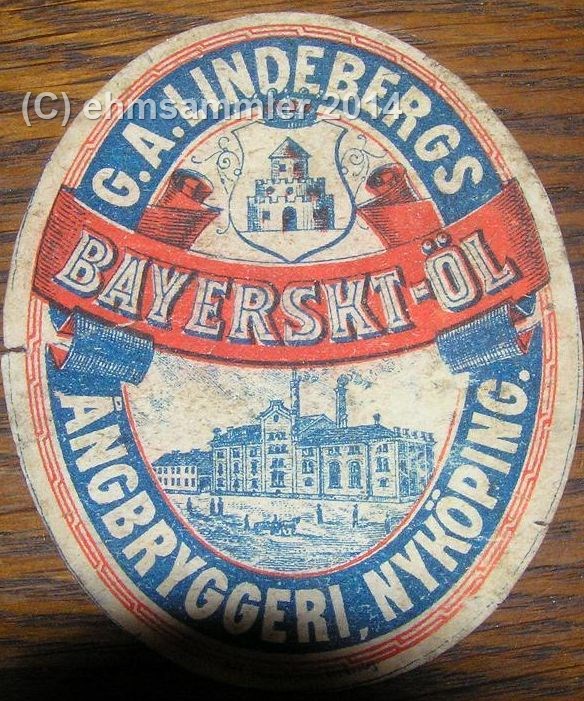 (C) ehmsammler 2014
G. A. LINDEBERGS
BAYERSKT-ÖL
ÅNGBRYGGERI, NYKÖPING.